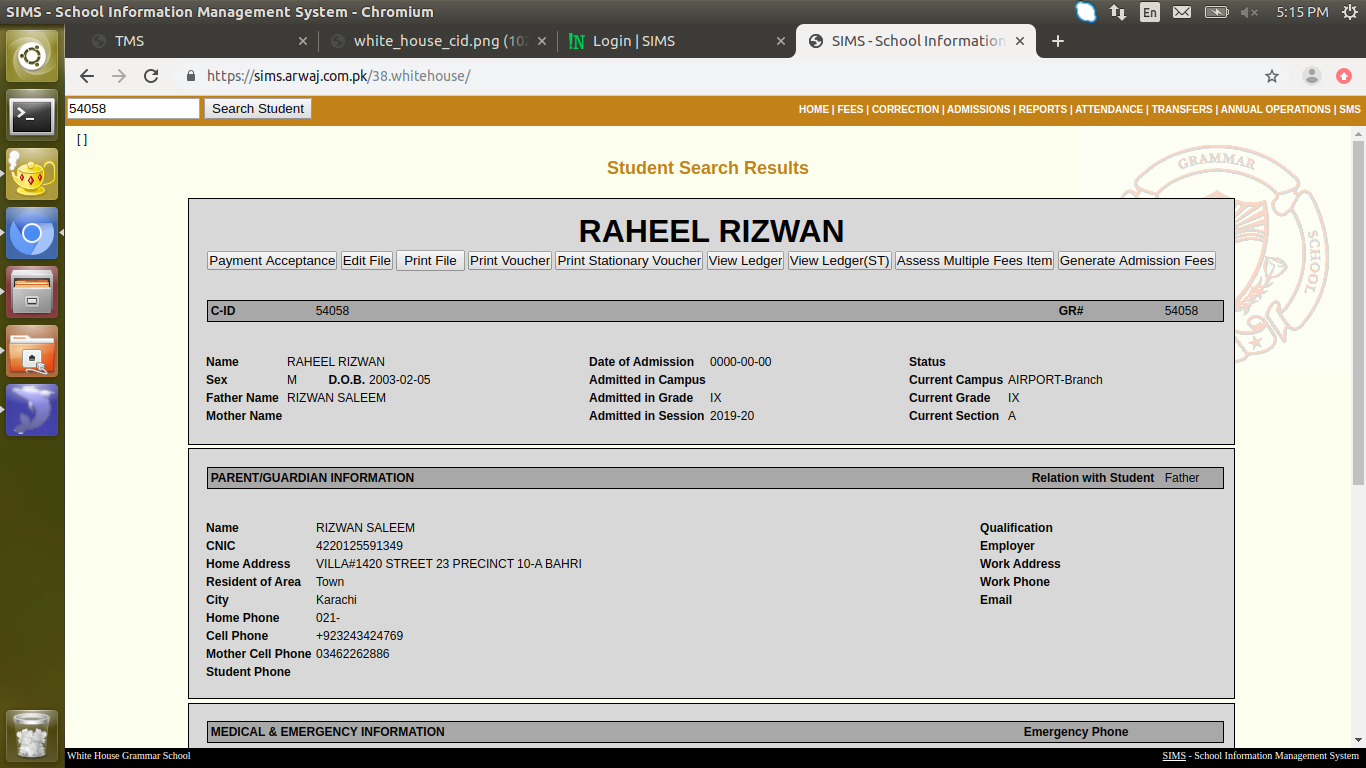 SIMS - School Information Management System - Chromium En 5:15 PM
TMS white_house_cid.png (102 Login | SIMS SIMS - School Information
https://sims.arwaj.com.pk/38.whitehouse/
54058 Search Student HOME | FEES | CORRECTION | ADMISSIONS | REPORTS | ATTENDANCE | TRANSFERS | ANNUAL OPERATIONS | SMS
[ ]
Student Search Results
GRAMMAR
SCHOOL
RAHEEL RIZWAN
Payment Acceptance Edit File Print File Print Voucher Print Stationary Voucher View Ledger View Ledger(ST) Assess Multiple Fees Item Generate Admission Fees
C-ID 54058 GR# 54058
Name RAHEEL RIZWAN Date of Admission 0000-00-00 Status
Sex M D.O.B. 2003-02-05 Admitted in Campus Current Campus AIRPORT-Branch
Father Name RIZWAN SALEEM Admitted in Grade IX Current Grade IX
Mother Name Admitted in Session 2019-20 Current Section A
PARENT/GUARDIAN INFORMATION Relation with Student Father
Name RIZWAN SALEEM Qualification
CNIC 4220125591349 Employer
Home Address VILLA#1420 STREET 23 PRECINCT 10-A BAHRI Work Address
Resident of Area Town Work Phone
City Karachi Email
Home Phone 021-
Cell Phone +923243424769
Mother Cell Phone 03462262886
Student Phone
MEDICAL & EMERGENCY INFORMATION Emergency Phone
White House Grammar School SIMS - School Information Management System